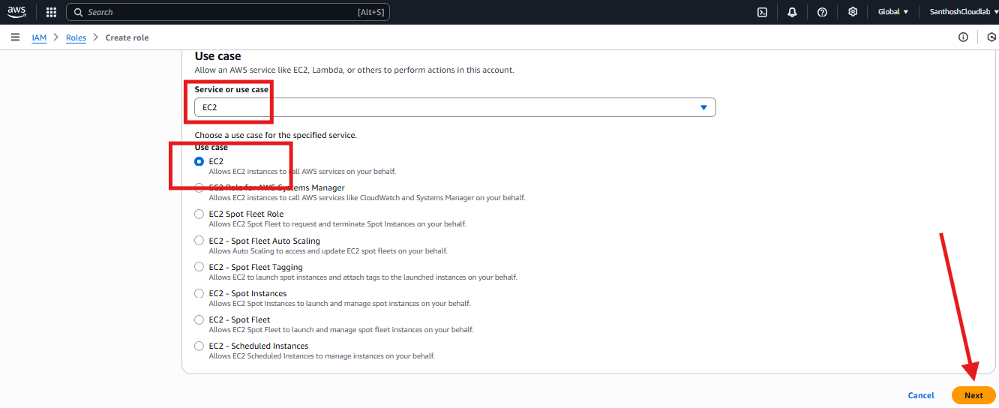 aws
Search [Alt+S]
Global SanthoshCloudlab
IAM Roles Create role
Use case
Allow an AWS service like EC2, Lambda, or others to perform actions in this account.
Service or use case
EC2
Choose a use case for the specified service.
Use case
EC2
Allows EC2 instances to call AWS services on your behalf.
EC2 Role for AWS Systems Manager
Allows EC2 instances to call AWS services like CloudWatch and Systems Manager on your behalf.
EC2 Spot Fleet Role
Allows EC2 Spot Fleet to request and terminate Spot Instances on your behalf.
EC2 - Spot Fleet Auto Scaling
Allows Auto Scaling to access and update EC2 spot fleets on your behalf.
EC2 - Spot Fleet Tagging
Allows EC2 to launch spot instances and attach tags to the launched instances on your behalf.
EC2 - Spot Instances
Allows EC2 Spot Instances to launch and manage spot instances on your behalf.
EC2 - Spot Fleet
Allows EC2 Spot Fleet to launch and manage spot fleet instances on your behalf.
EC2 - Scheduled Instances
Allows EC2 Scheduled Instances to manage instances on your behalf.
Cancel Next